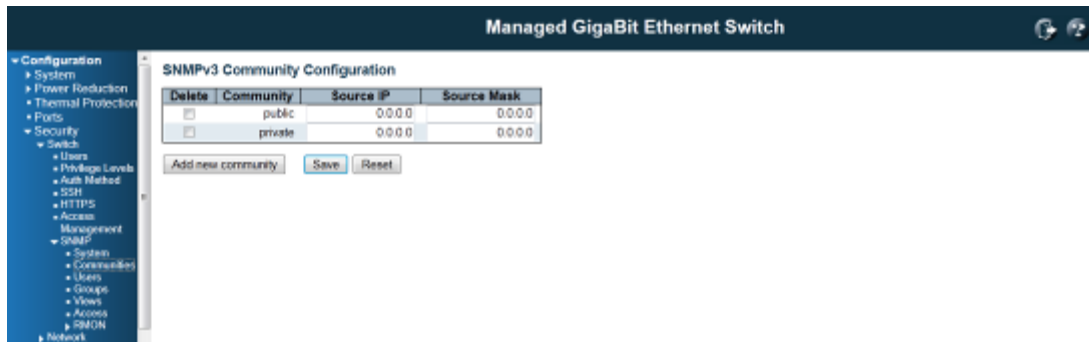 Managed GigaBit Ethernet Switch
Configuration
System
Power Reduction
Thermal Protection
Ports
Security
Switch
Users
Privilege Levels
Auth Method
SSH
HTTPS
Access
Management
SNMP
System
Communities
Users
Groups
Views
Access
RMON
Network
SNMPv3 Community Configuration
Delete Community Source IP Source Mask
public 0.0.0.0 0.0.0.0
private 0.0.0.0 0.0.0.0
Add new community Save Reset